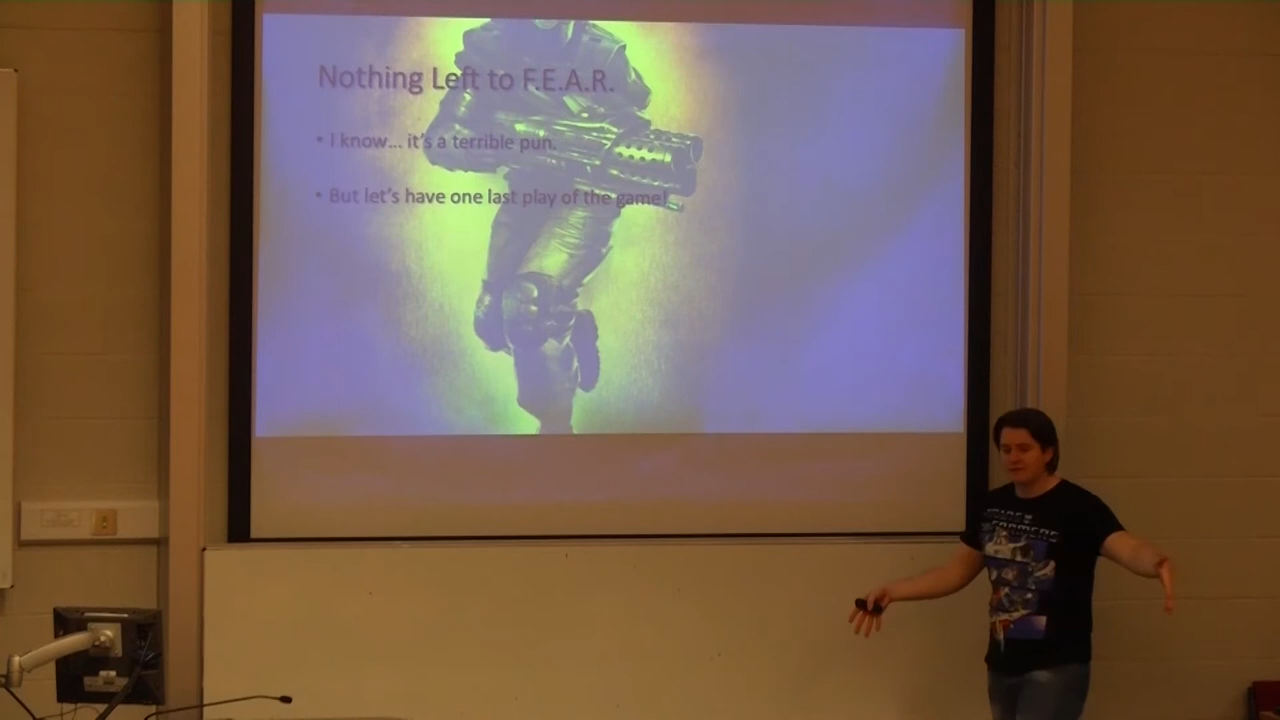 Nothing Left to F.E.A.R.
• I know... it's a terrible pun.
• But let's have one last play of the game!